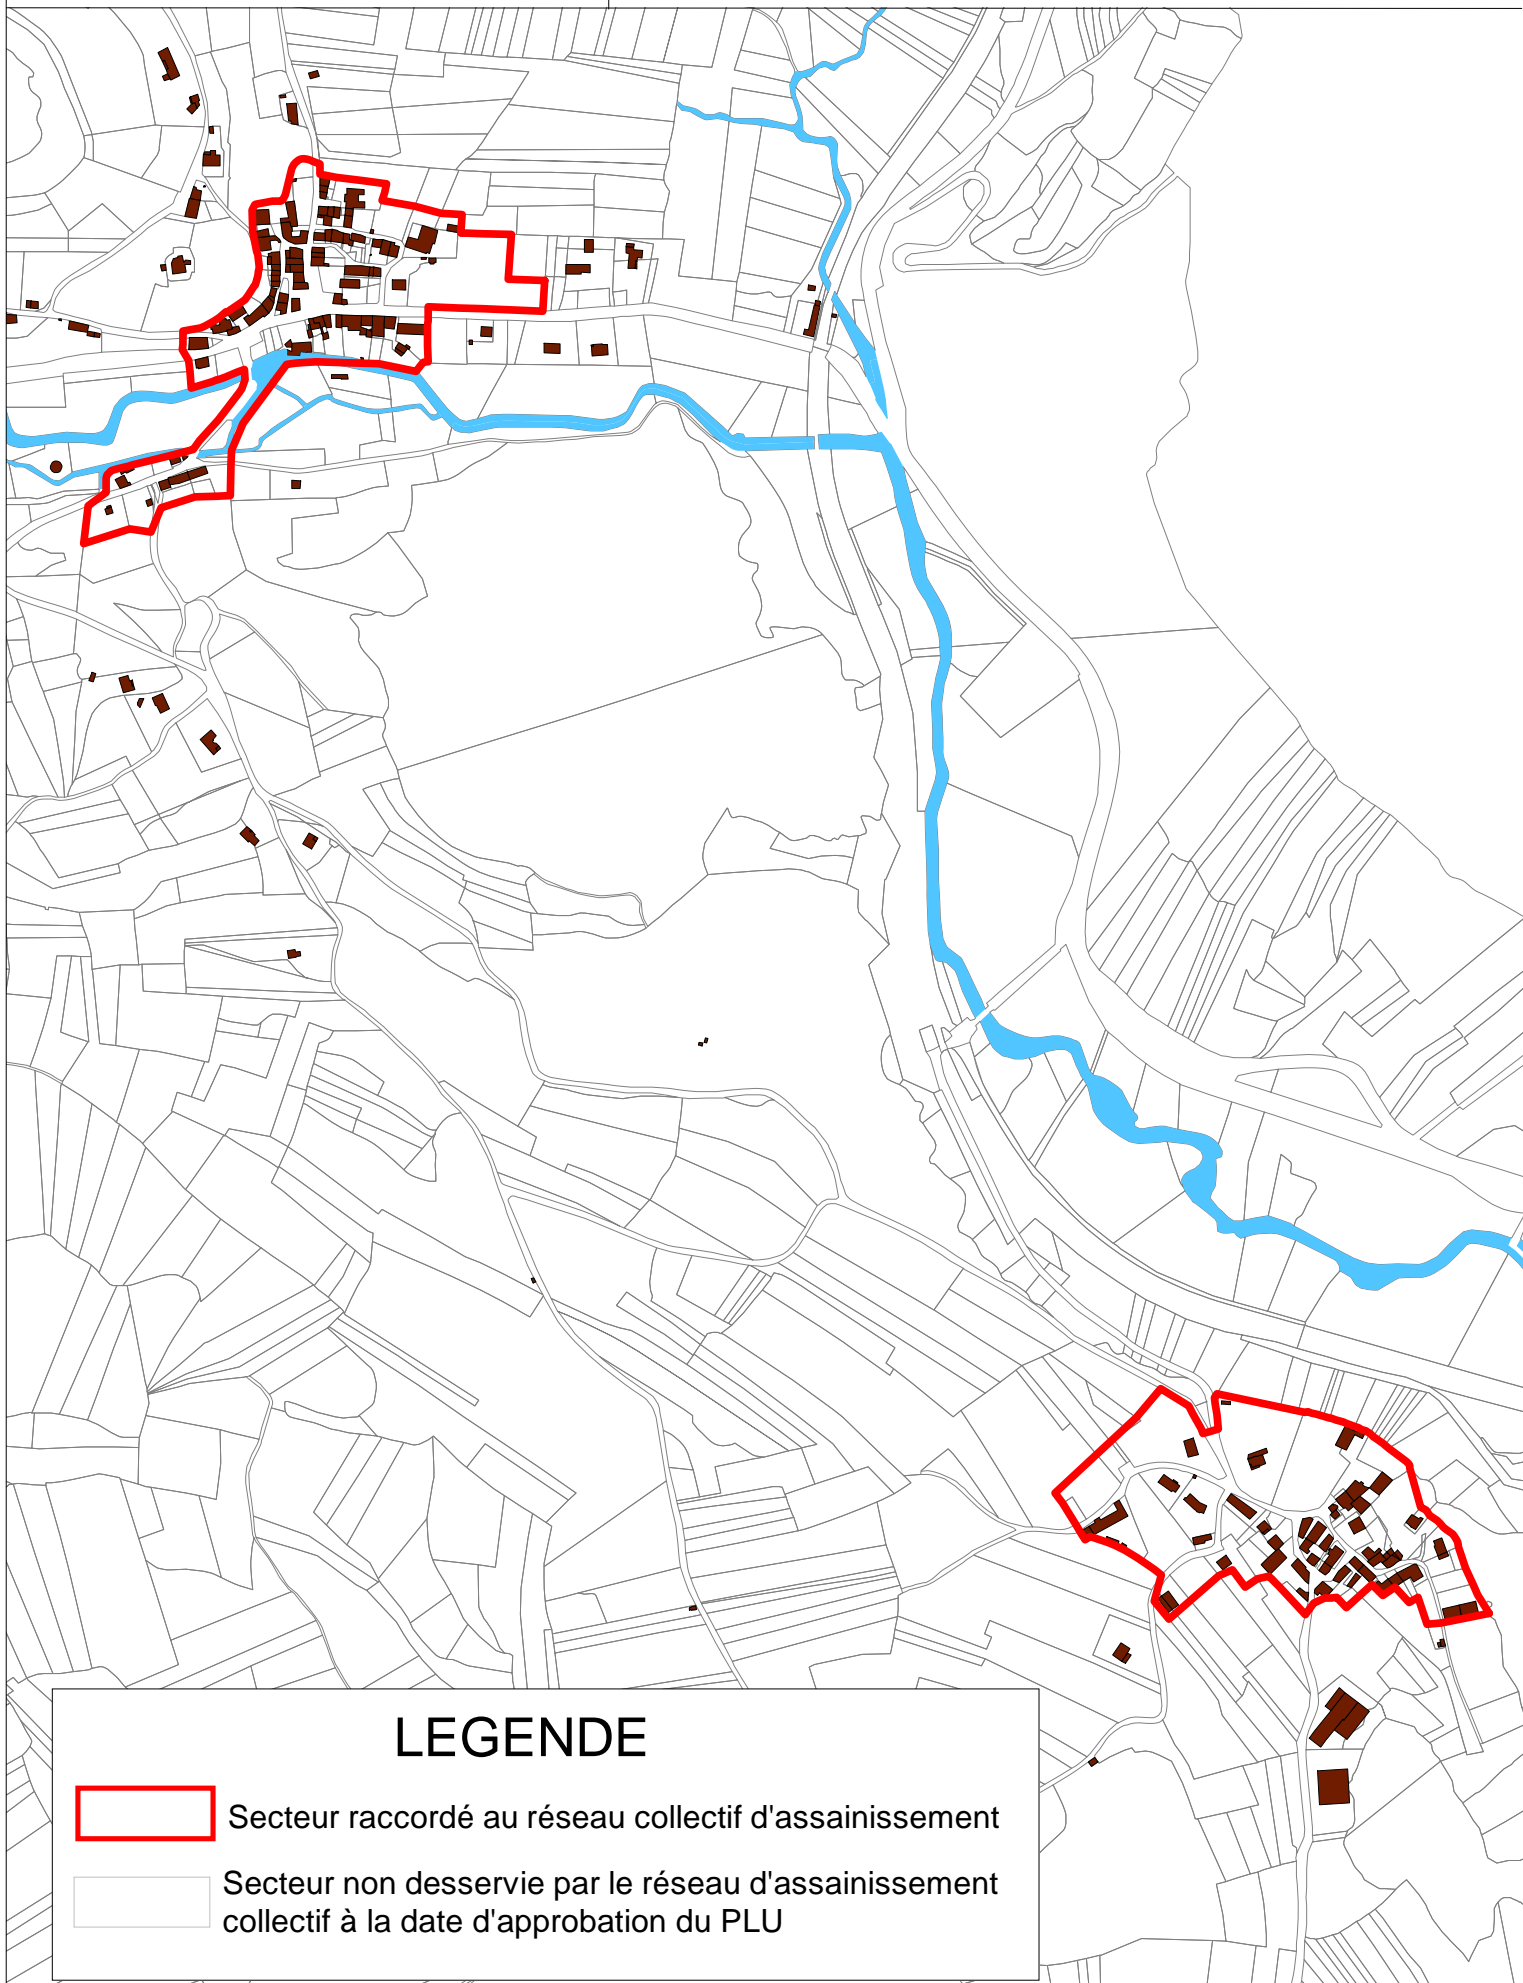 LEGENDE
Secteur raccordé au réseau collectif d'assainissement
Secteur non desservie par le réseau d'assainissement
collectif à la date d'approbation du PLU